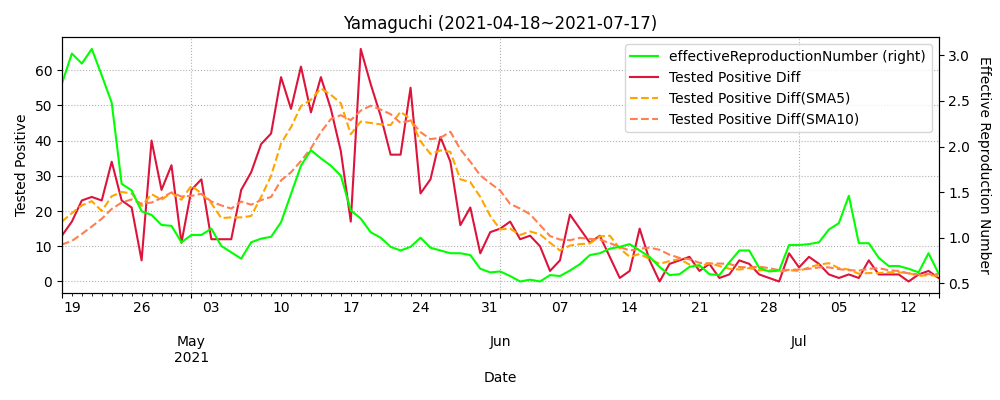 Yamaguchi (2021-04-18~2021-07-17)
effectiveReproductionNumber (right)
Tested Positive Diff
Tested Positive Diff(SMA5)
Tested Positive Diff(SMA10)
Tested Positive
60
50
40
30
20
10
0
3.0
2.5
2.0
1.5
1.0
0.5
Effective Reproduction Number
19 26 03 10 17 24 31 07 14 21 28 05 12
May Jun Jul
2021
Date